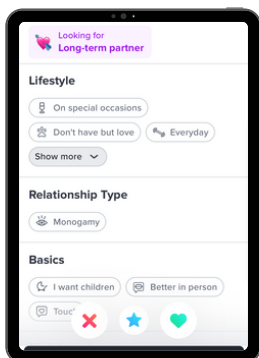 Looking for
Long-term partner
Lifestyle
On special occasions
Don't have but love
Everyday
Show more
Relationship Type
Monogamy
Basics
I want children
Better in person